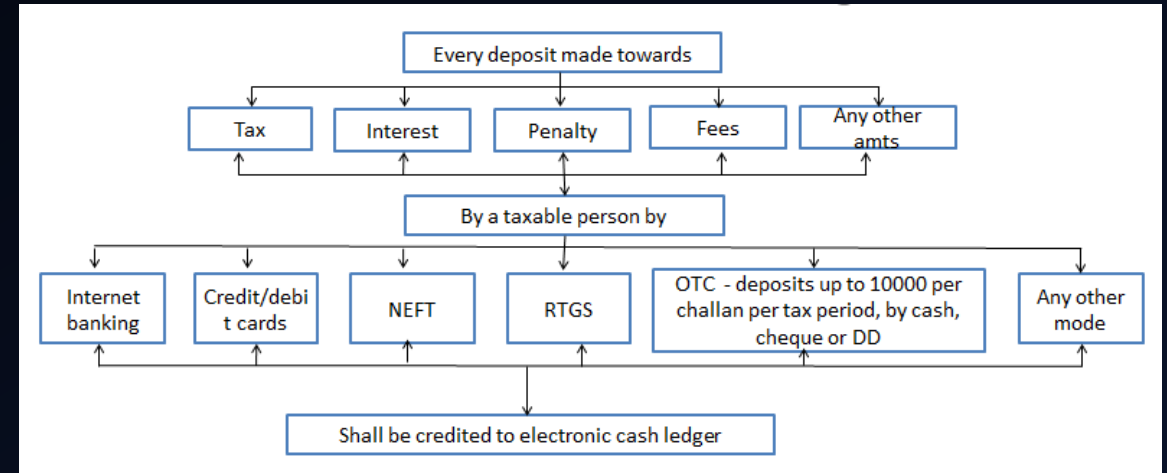 Every deposit made towards
Tax
Interest
Penalty
Fees
Any other
amts
By a taxable person by
Internet
banking
Credit/debi
t cards
NEFT
RTGS
OTC - deposits up to 10000 per
challan per tax period, by cash,
cheque or DD
Any other
mode
Shall be credited to electronic cash ledger